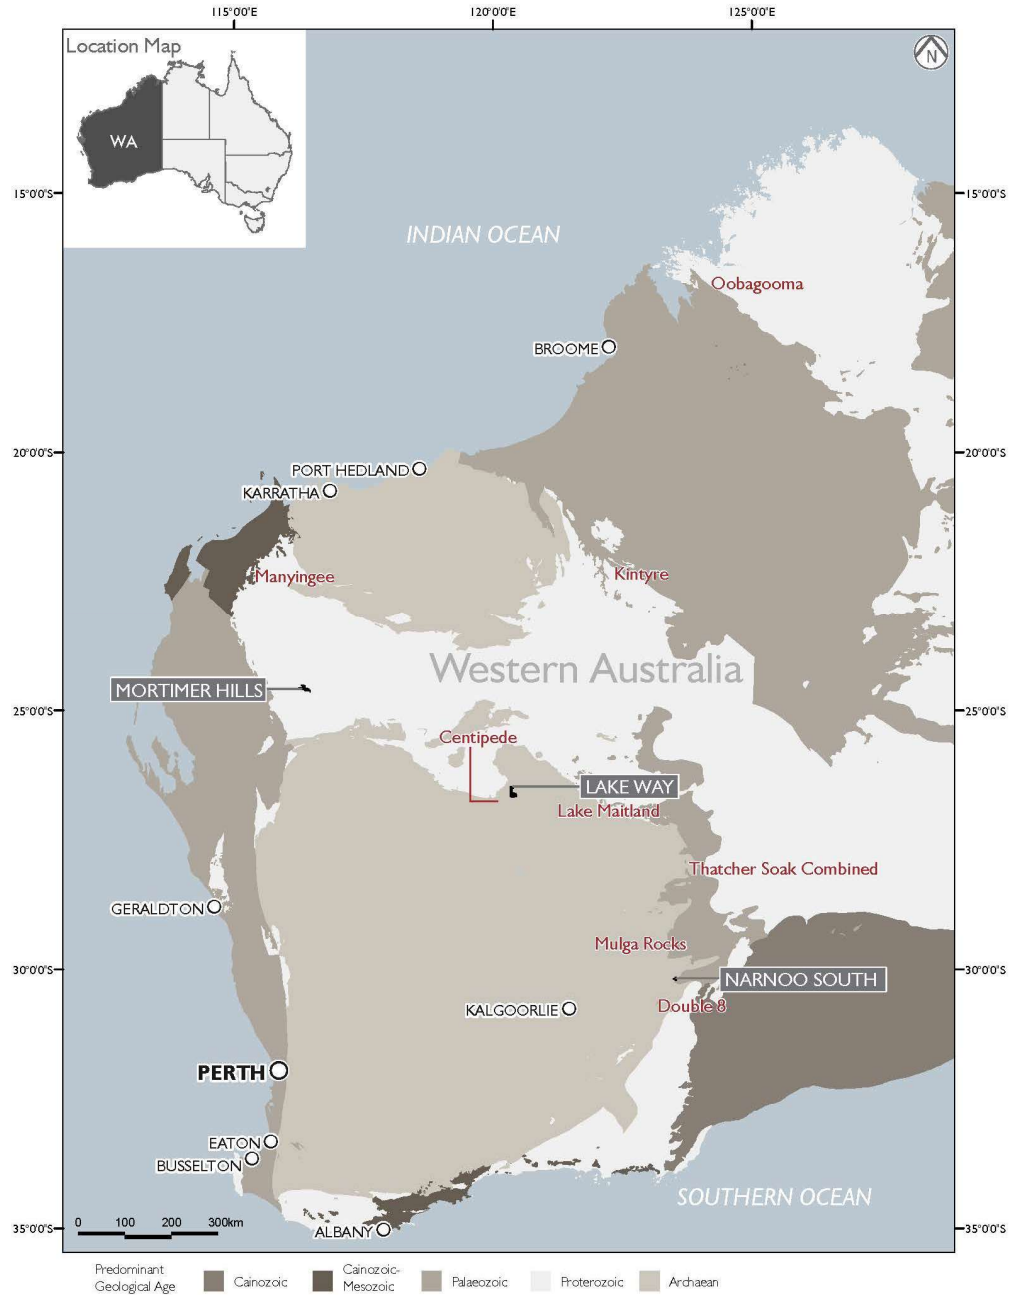 115°0'0"E
120°0'0"E
125°0'0"E
Location Map
WA
N
15°0'0"S
15°0'0"S
INDIAN OCEAN
Oobagooma
BROOME
20°0'0"S
20°0'0"S
PORT HEDLAND
KARRATHA
Manyingee
Kintyre
Western Australia
MORTIMER HILLS
25°0'0"S
25°0'0"S
Centipede
LAKE WAY
Lake Maitland
Thatcher Soak Combined
GERALDTON
Mulga Rocks
30°0'0"S
30°0'0"S
NARNOO SOUTH
Double 8
KALGOORLIE
PERTH
EATON
BUSSELTON
SOUTHERN OCEAN
ALBANY
35°0'0"S
35°0'0"S
0 100 200 300km
Predominant
Geological Age
Cainozoic
Cainozoic-
Mesozoic
Palaeozoic
Proterozoic
Archaean